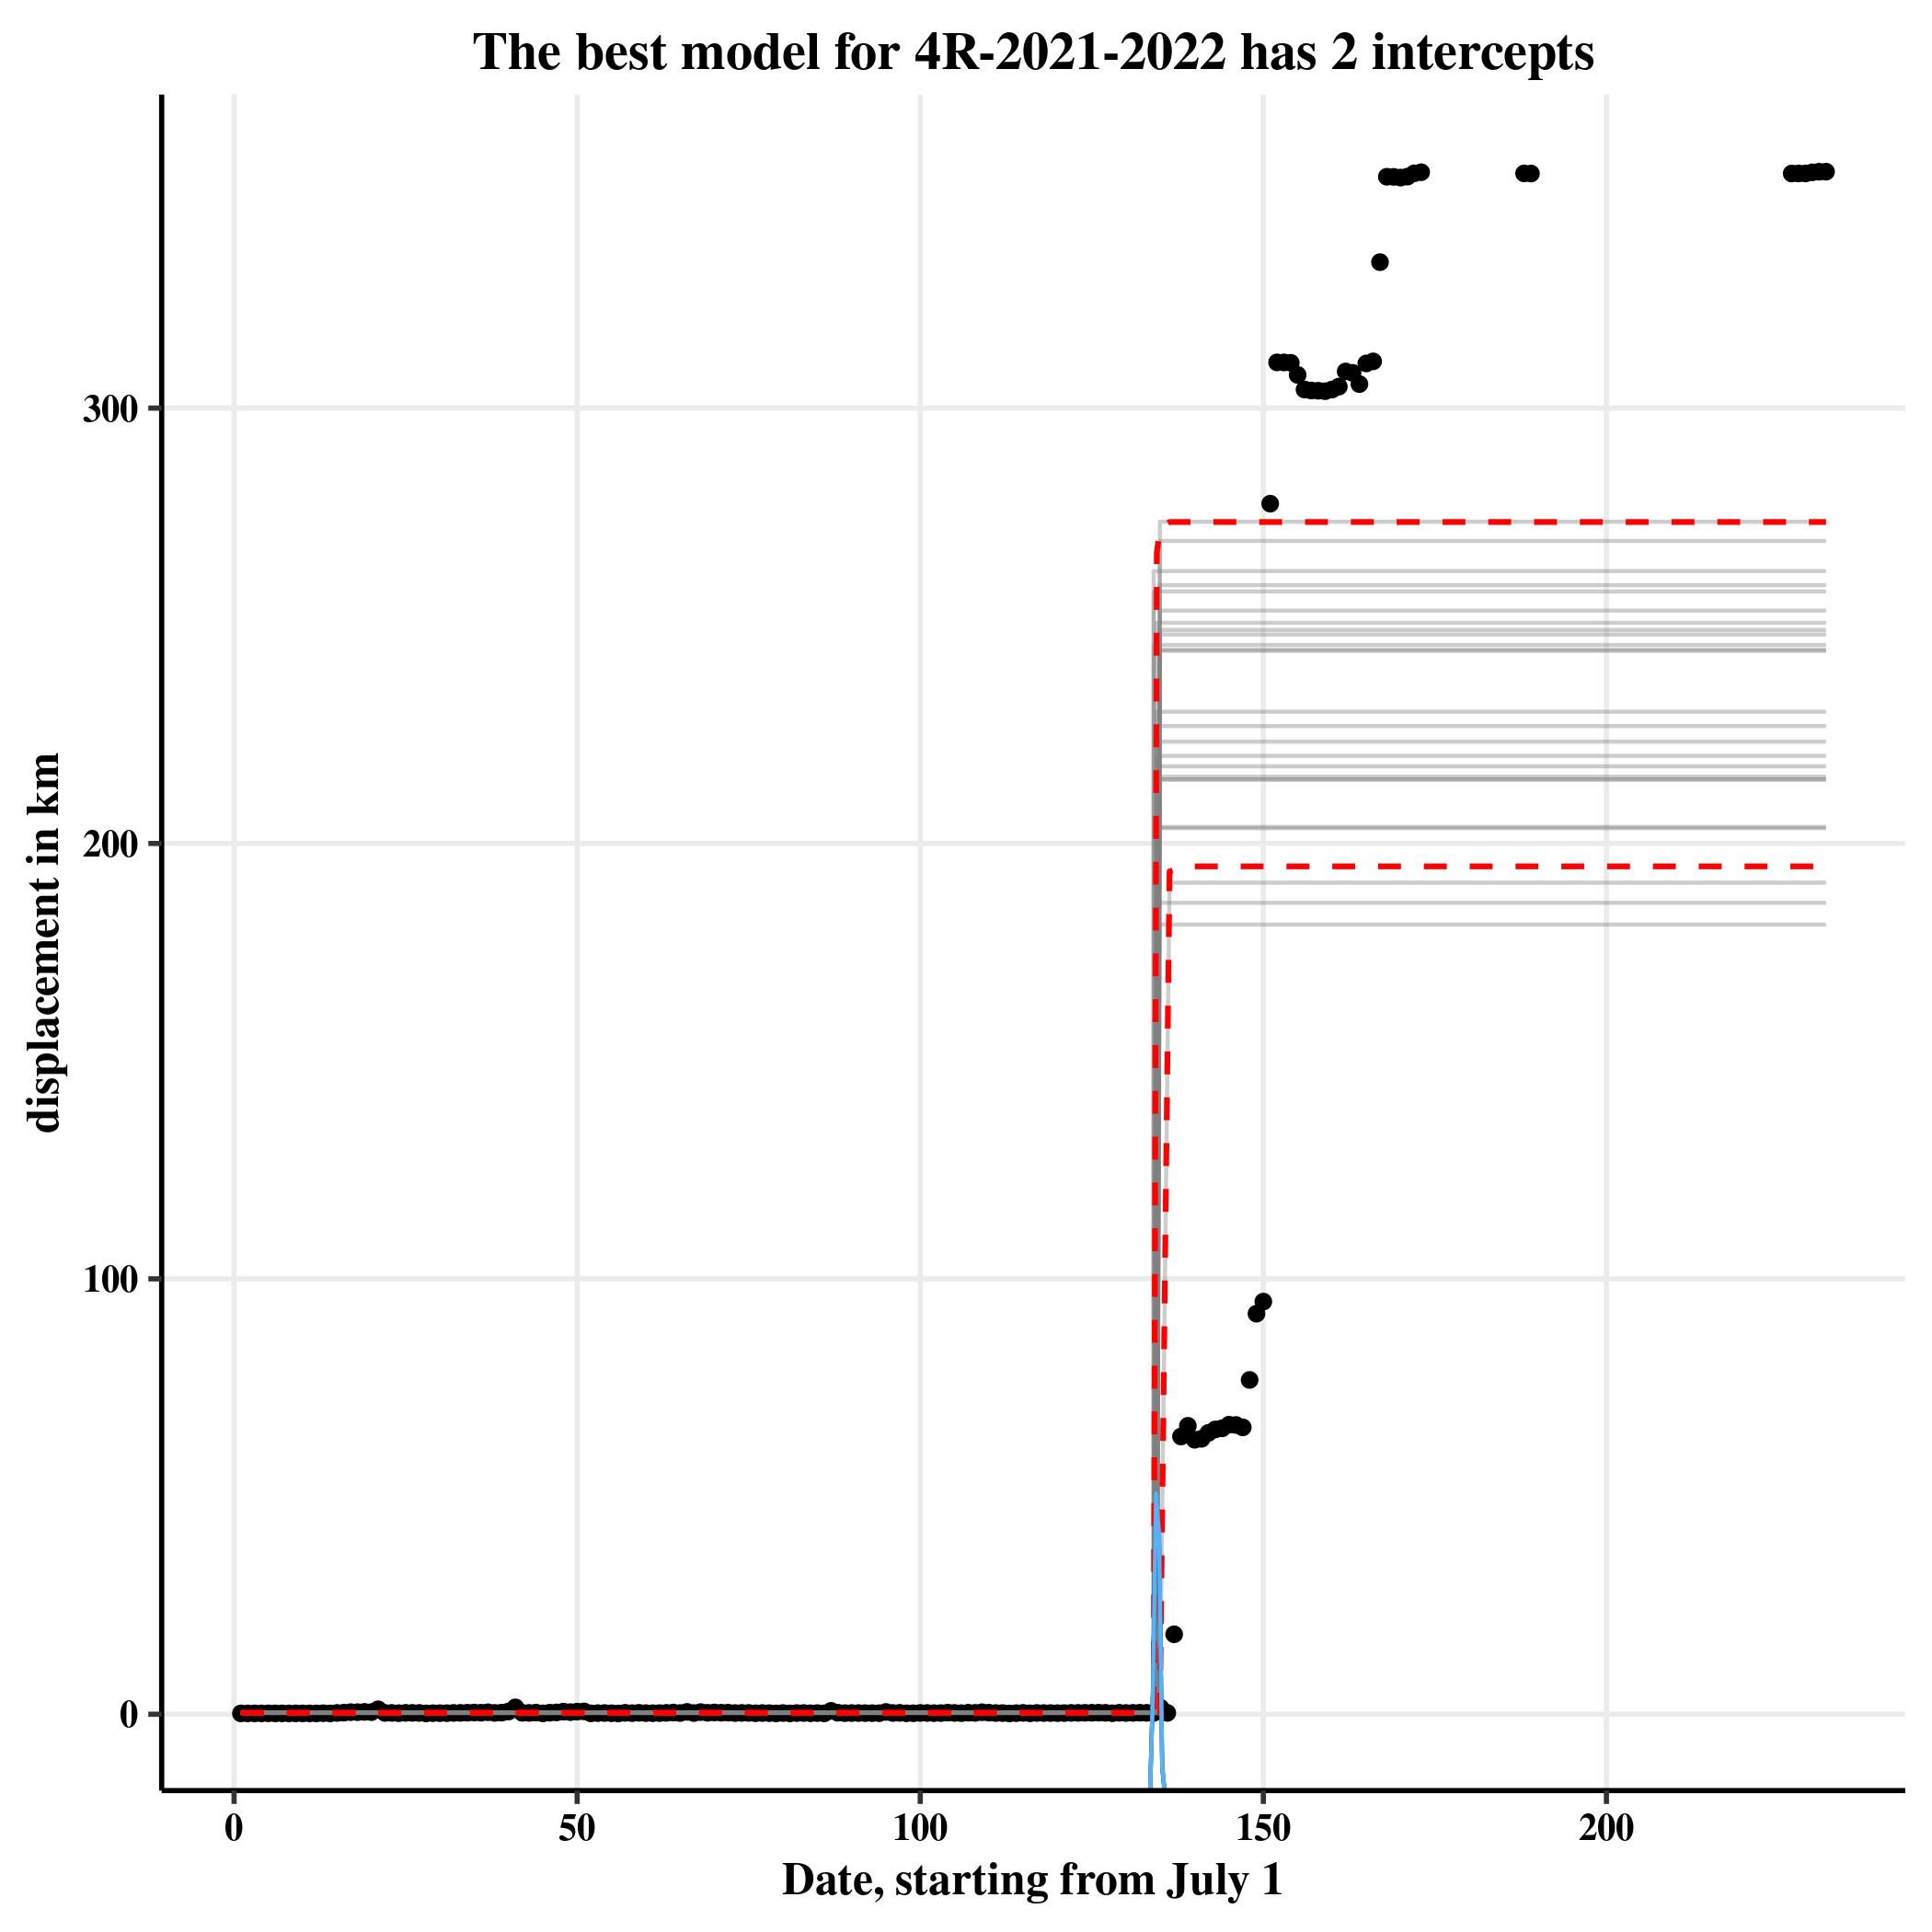 The best model for 4R-2021-2022 has 2 intercepts
displacement in km
300
200
100
0
0 50 100 150 200
Date, starting from July 1